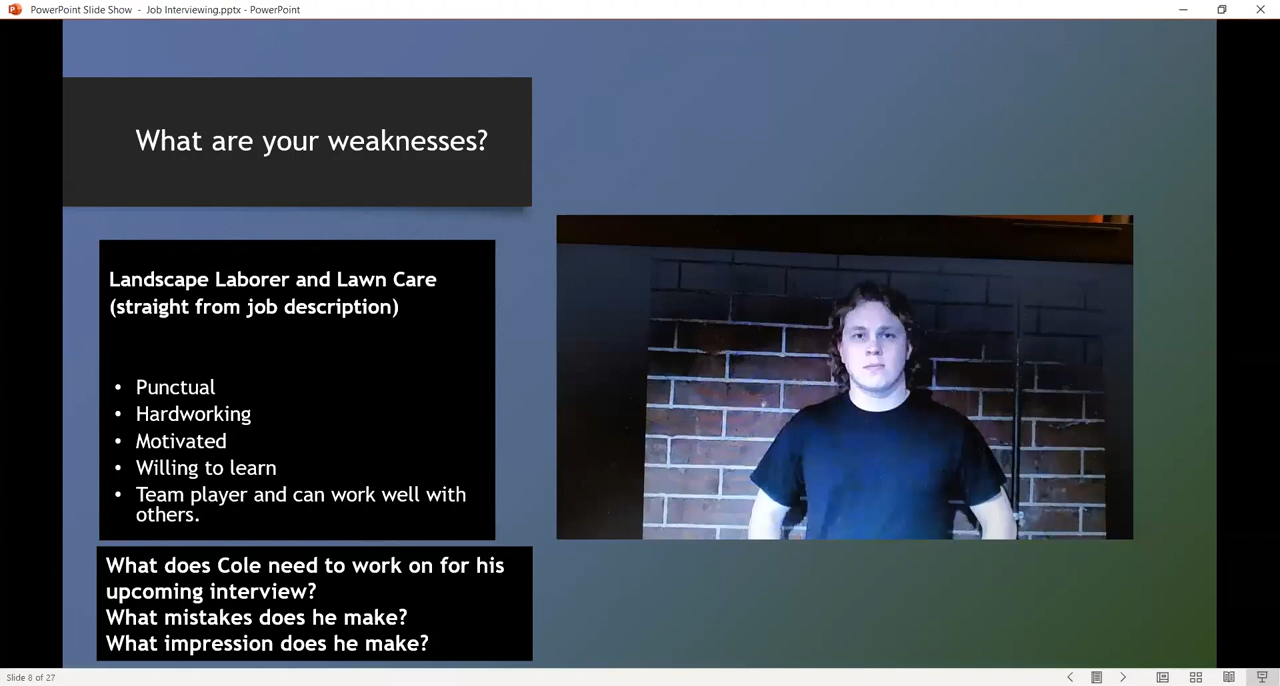 PowerPoint Slide Show - Job Interviewing.pptx - PowerPoint
What are your weaknesses?
Landscape Laborer and Lawn Care
(straight from job description)
• Punctual
• Hardworking
• Motivated
• Willing to learn
• Team player and can work well with
others.
What does Cole need to work on for his
upcoming interview?
What mistakes does he make?
What impression does he make?
Slide 8 of 27